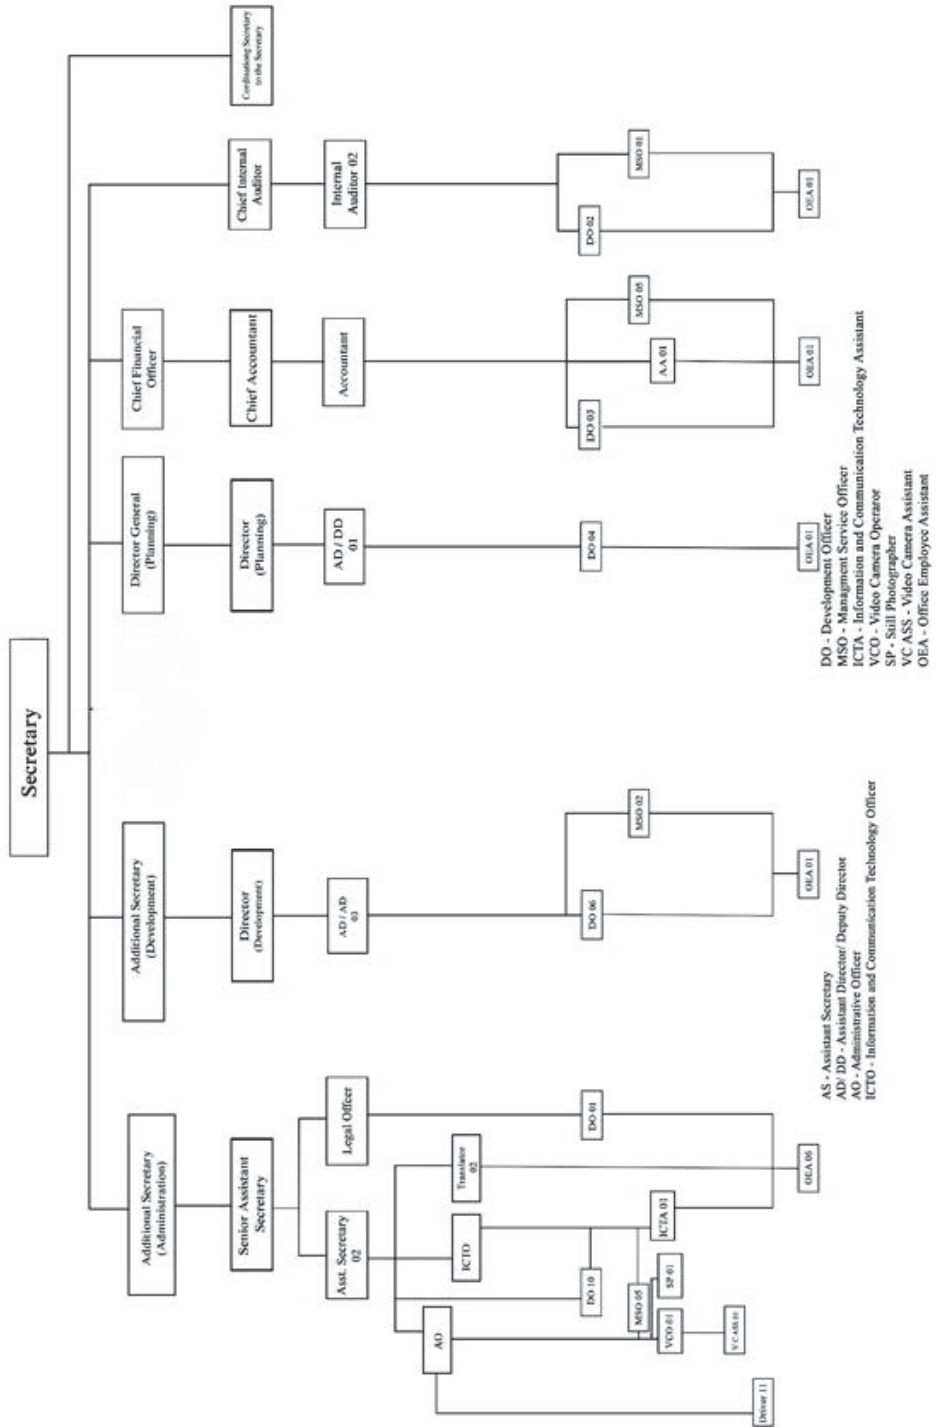 Secretary
Cordinationg Secretary
to the Secretary
Additional Secretary
(Administration)
Additional Secretary
(Development)
Director General
(Planning)
Chief Financial
Officer
Senior Assistant
Secretary
Director
(Development)
Director
(Planning)
Chief Accountant
Chief Internal
Auditor
Asst. Secretary
02
Legal Officer
AD / AD
03
AD / DD
01
Accountant
Internal
Auditor 02
AO
ICTO
Translator
02
DO 10
DO 01
DO 06
DO 04
DO 03
DO 02
MSO 05
MSO 02
MSO 05
MSO 01
VCO 01
SP 01
ICTA 01
AA 01
V C ASS 01
Driver 11
OEA 06
OEA 01
OEA 01
OEA 01
OEA 01
AS - Assistant Secretary
AD/ DD - Assistant Director/ Deputy Director
AO - Administrative Officer
ICTO - Information and Communication Technology Officer
DO - Development Officer
MSO - Managment Service Officer
ICTA - Information and Communication Technology Assistant
VCO - Video Camera Operaror
SP - Still Photographer
VC ASS - Video Camera Assistant
OEA - Office Employee Assistant